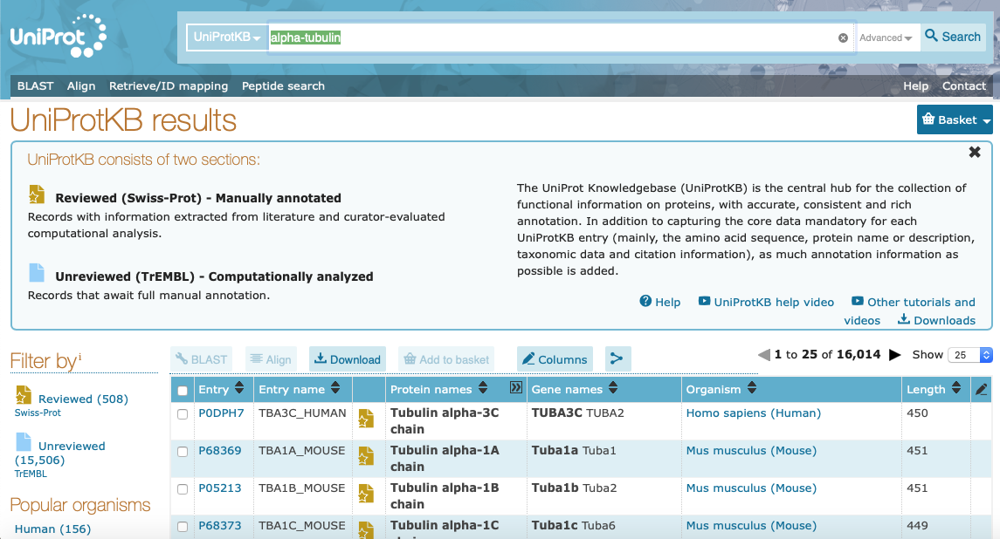 UniProt
UniProtKB
alpha-tubulin
Advanced
Search
BLAST Align Retrieve/ID mapping Peptide search
Help Contact
UniProtKB results
Basket
UniProtKB consists of two sections:
Reviewed (Swiss-Prot) - Manually annotated
Records with information extracted from literature and curator-evaluated
computational analysis.
Unreviewed (TrEMBL) - Computationally analyzed
Records that await full manual annotation.
The UniProt Knowledgebase (UniProtKB) is the central hub for the collection of
functional information on proteins, with accurate, consistent and rich
annotation. In addition to capturing the core data mandatory for each
UniProtKB entry (mainly, the amino acid sequence, protein name or description,
taxonomic data and citation information), as much annotation information as
possible is added.
Help UniProtKB help video Other tutorials and
videos Downloads
Filter by i
Reviewed (508)
Swiss-Prot
Unreviewed
(15,506)
TrEMBL
Popular organisms
Human (156)
BLAST Align Download Add to basket Columns
1 to 25 of 16,014 Show 25
Entry Entry name Protein names Gene names Organism Length
P0DPH7 TBA3C_HUMAN Tubulin alpha-3C TUBA3C TUBA2 Homo sapiens (Human) 450
chain
P68369 TBA1A_MOUSE Tubulin alpha-1A Tuba1a Tuba1 Mus musculus (Mouse) 451
chain
P05213 TBA1B_MOUSE Tubulin alpha-1B Tuba1b Tuba2 Mus musculus (Mouse) 451
chain
P68373 TBA1C_MOUSE Tubulin alpha-1C Tuba1c Tuba6 Mus musculus (Mouse) 449